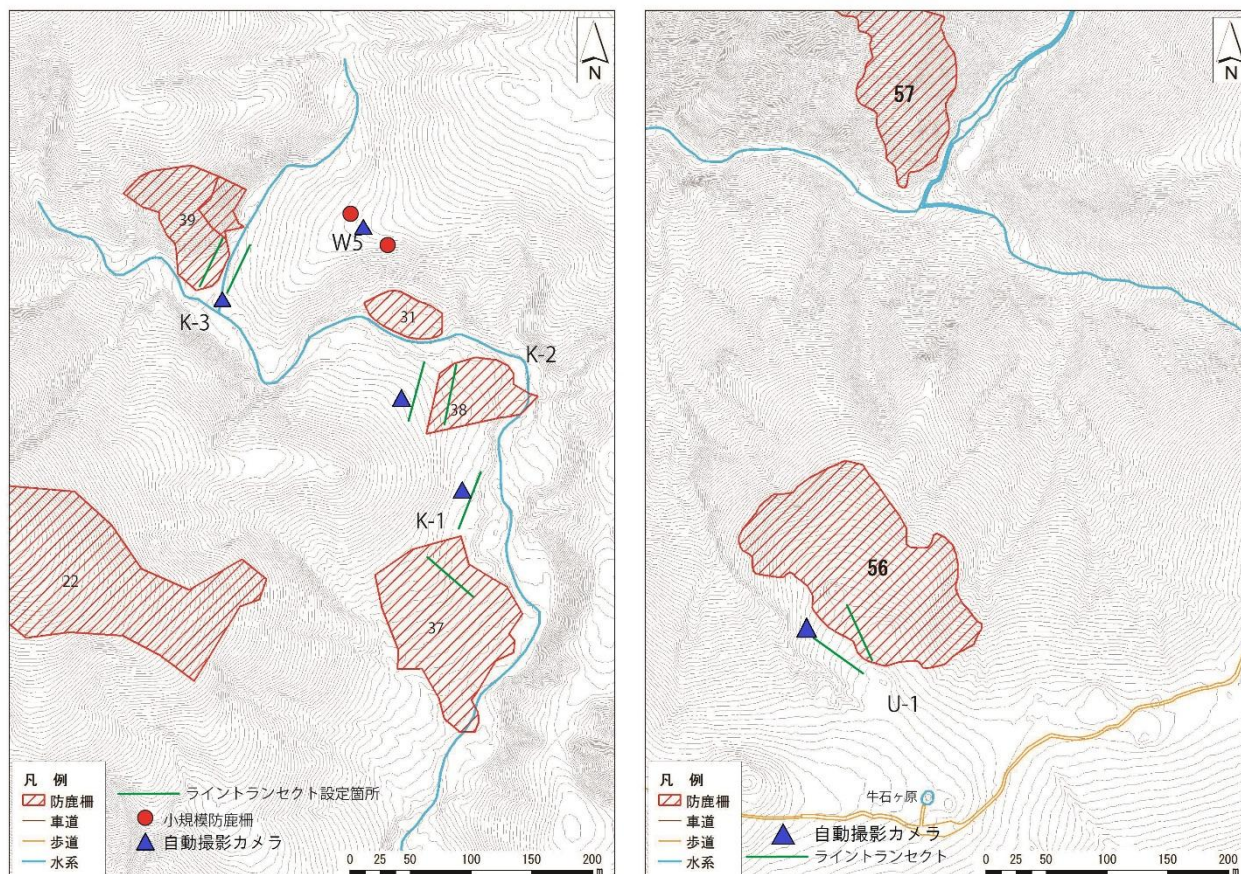 N
39
W5
K-3
31
K-2
38
K-1
22
37
凡 例
防鹿柵
車道
歩道
水系
ライントランセクト設定箇所
小規模防鹿柵
自動撮影カメラ
0 25 50 100 150 200
m
N
57
56
U-1
牛石ヶ原
凡 例
防鹿柵
車道
歩道
水系
自動撮影カメラ
ライントランセクト
0 25 50 100 150 200
m